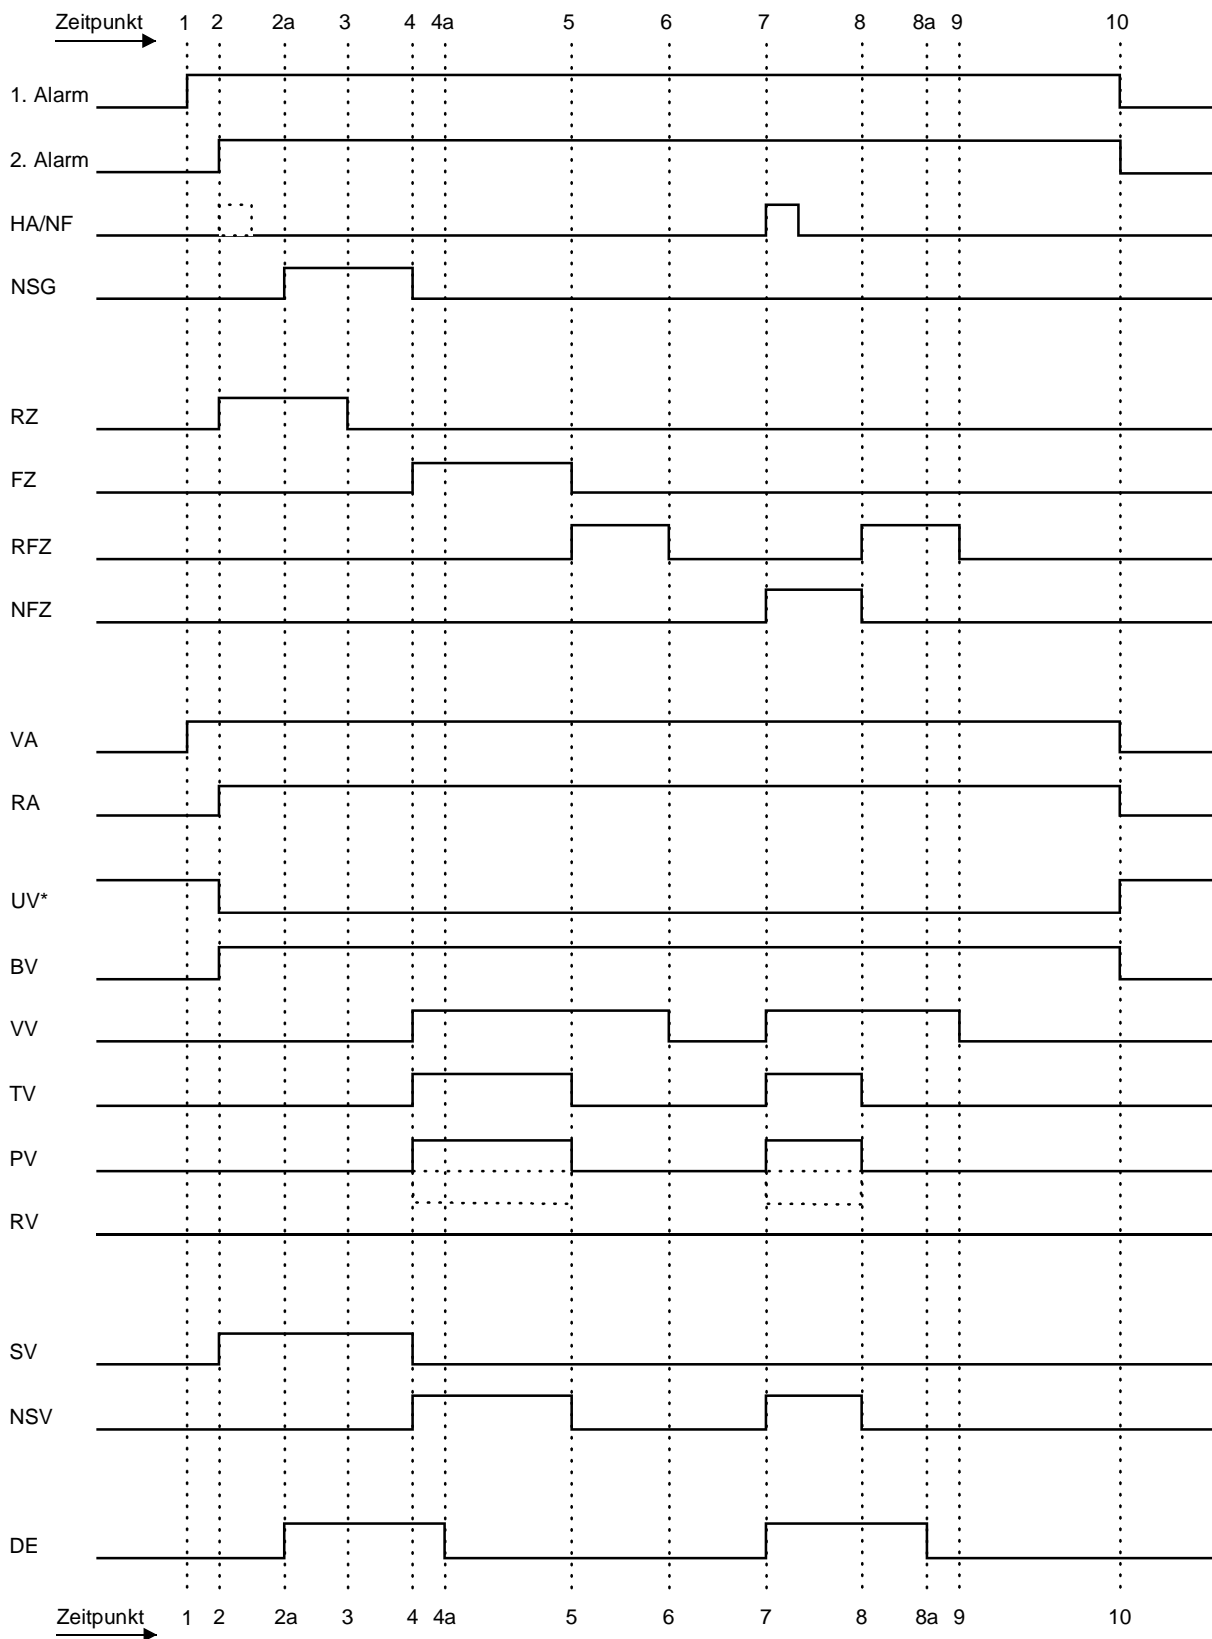 Zeitpunkt 1 2 2a 3 4 4a 5 6 7 8 8a 9 10
1. Alarm
2. Alarm
HA/NF
NSG
RZ
FZ
RFZ
NFZ
VA
RA
UV*
BV
VV
TV
PV
RV
SV
NSV
DE
Zeitpunkt 1 2 2a 3 4 4a 5 6 7 8 8a 9 10